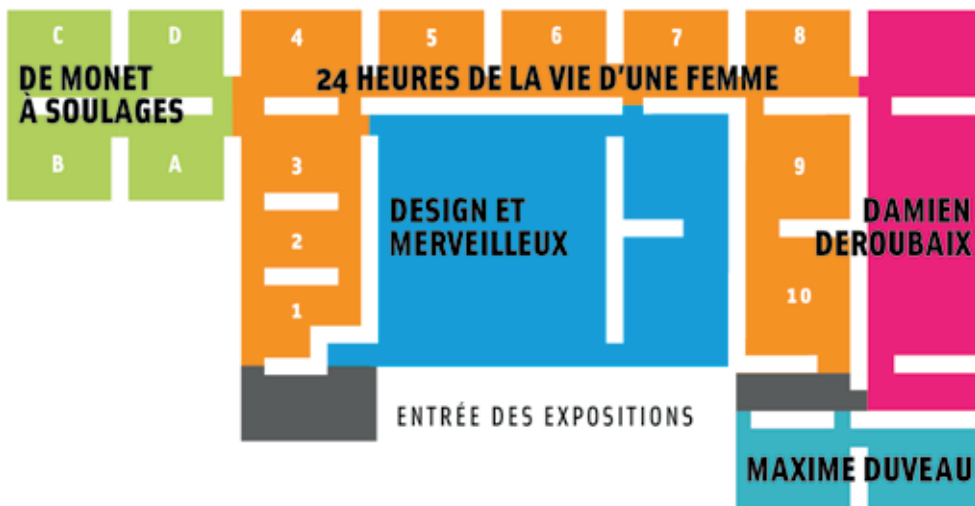 C D 4 5 6 7 8
DE MONET
À SOULAGES
24 HEURES DE LA VIE D'UNE FEMME
B A 3 9
DESIGN ET
MERVEILLEUX
DAMIEN
DEROUBAIX
2
1
10
ENTRÉE DES EXPOSITIONS
MAXIME DUVEAU